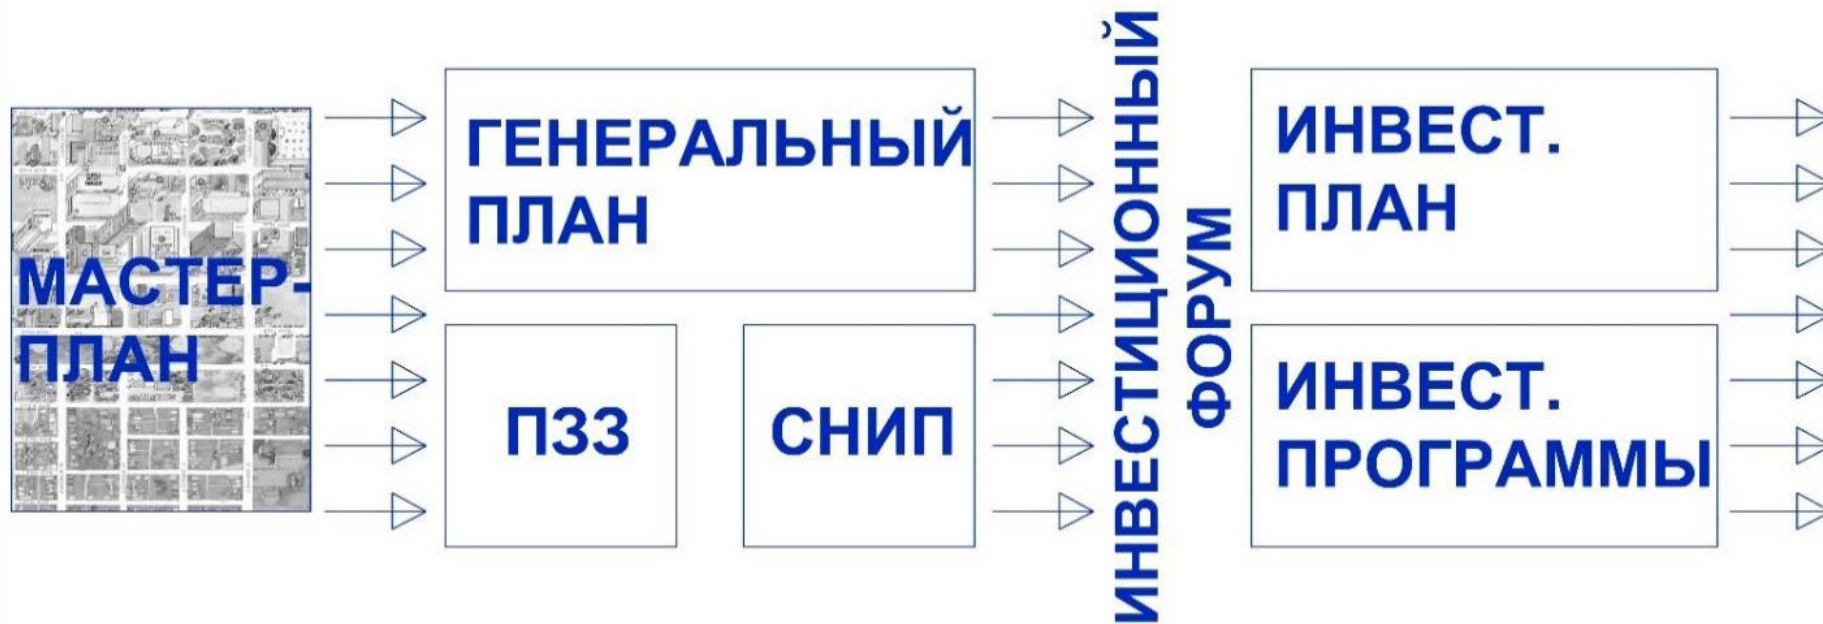 МАСТЕР-
ПЛАН
ГЕНЕРАЛЬНЫЙ
ПЛАН
ПЗЗ
СНИП
ИНВЕСТИЦИОННЫЙ
ФОРУМ
ИНВЕСТ.
ПЛАН
ИНВЕСТ.
ПРОГРАММЫ